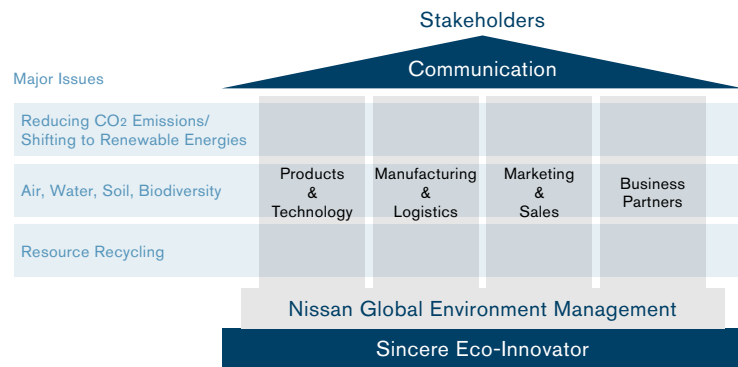 Stakeholders
Communication
Major Issues
Reducing CO2 Emissions/
Shifting to Renewable Energies
Air, Water, Soil, Biodiversity
Resource Recycling
Products
&
Technology
Manufacturing
&
Logistics
Marketing
&
Sales
Business
Partners
Nissan Global Environment Management
Sincere Eco-Innovator